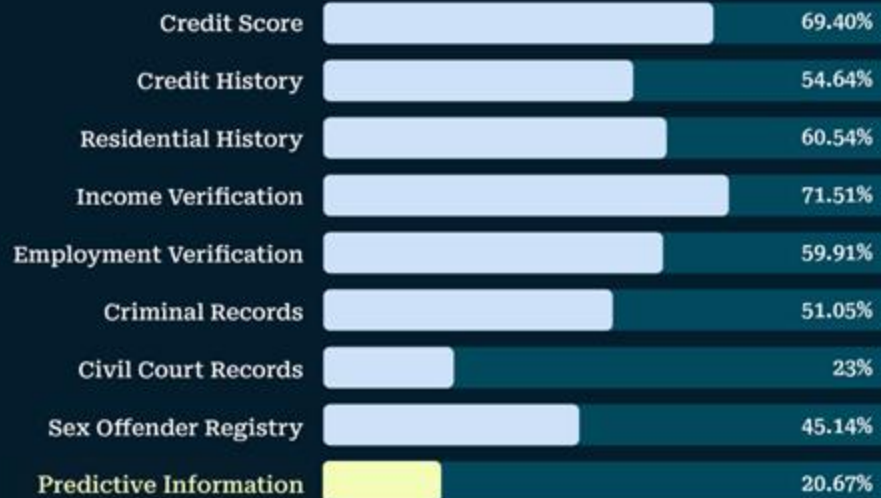 Credit Score 69.40%
Credit History 54.64%
Residential History 60.54%
Income Verification 71.51%
Employment Verification 59.91%
Criminal Records 51.05%
Civil Court Records 23%
Sex Offender Registry 45.14%
Predictive Information 20.67%